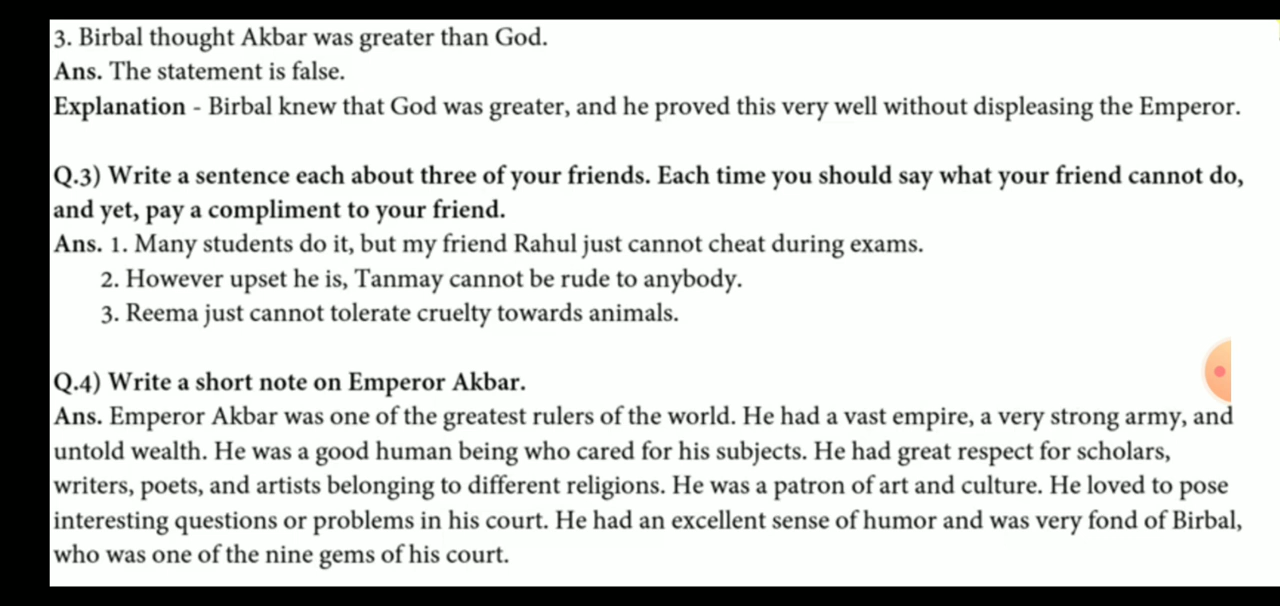 3. Birbal thought Akbar was greater than God.
Ans. The statement is false.
Explanation - Birbal knew that God was greater, and he proved this very well without displeasing the Emperor.
Q.3) Write a sentence each about three of your friends. Each time you should say what your friend cannot do,
and yet, pay a compliment to your friend.
Ans. 1. Many students do it, but my friend Rahul just cannot cheat during exams.
2. However upset he is, Tanmay cannot be rude to anybody.
3. Reema just cannot tolerate cruelty towards animals.
Q.4) Write a short note on Emperor Akbar.
Ans. Emperor Akbar was one of the greatest rulers of the world. He had a vast empire, a very strong army, and
untold wealth. He was a good human being who cared for his subjects. He had great respect for scholars,
writers, poets, and artists belonging to different religions. He was a patron of art and culture. He loved to pose
interesting questions or problems in his court. He had an excellent sense of humor and was very fond of Birbal,
who was one of the nine gems of his court.